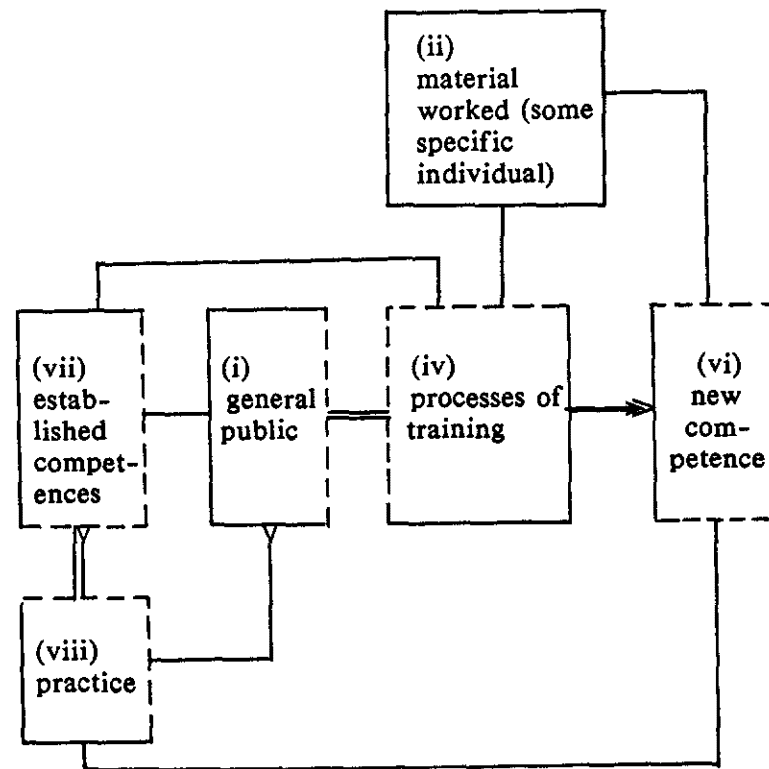 (ii)
material
worked (some
specific
individual)
(vii)
estab-
lished
compet-
ences
(i)
general
public
(iv)
processes of
training
(vi)
new
com-
petence
(viii)
practice